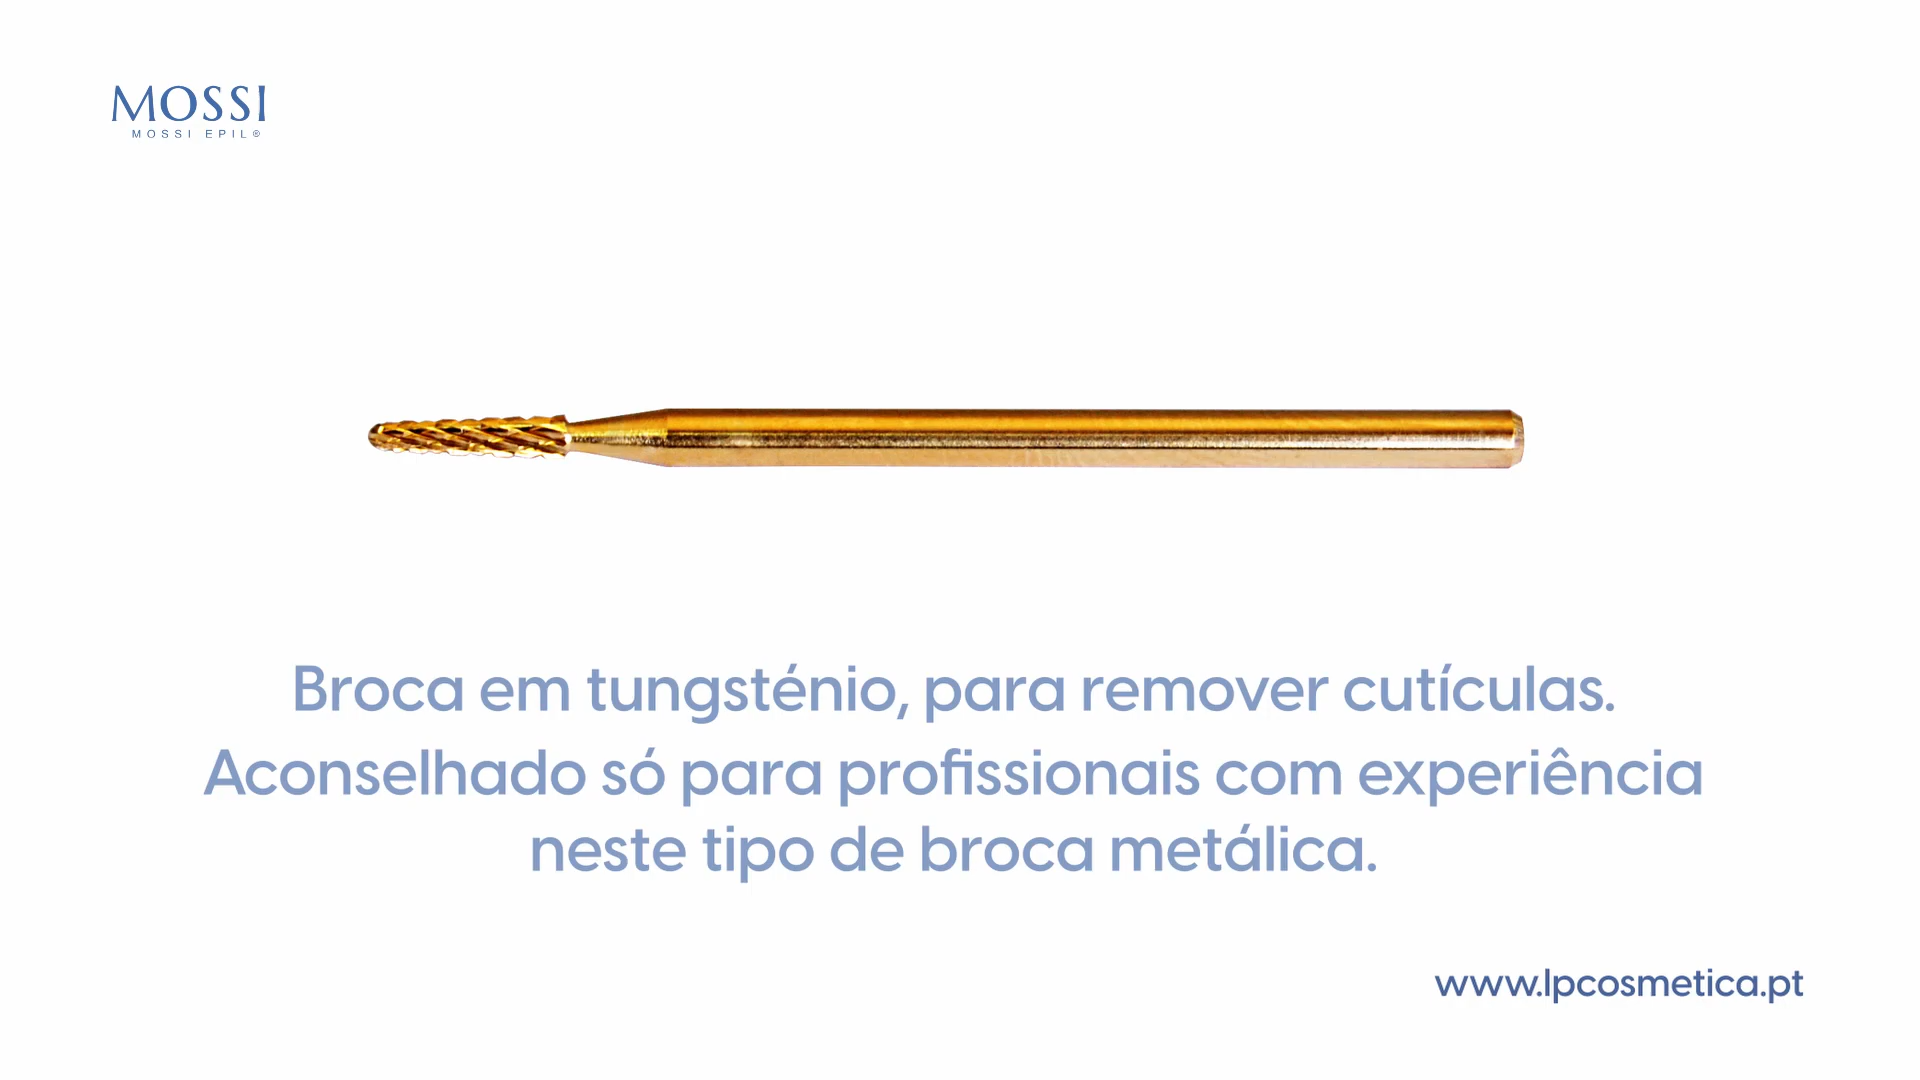 MOSSI
MOSSI EPIL®
Broca em tungsténio, para remover cutículas.
Aconselhado só para profissionais com experiência
neste tipo de broca metálica.
www.lpcosmetica.pt